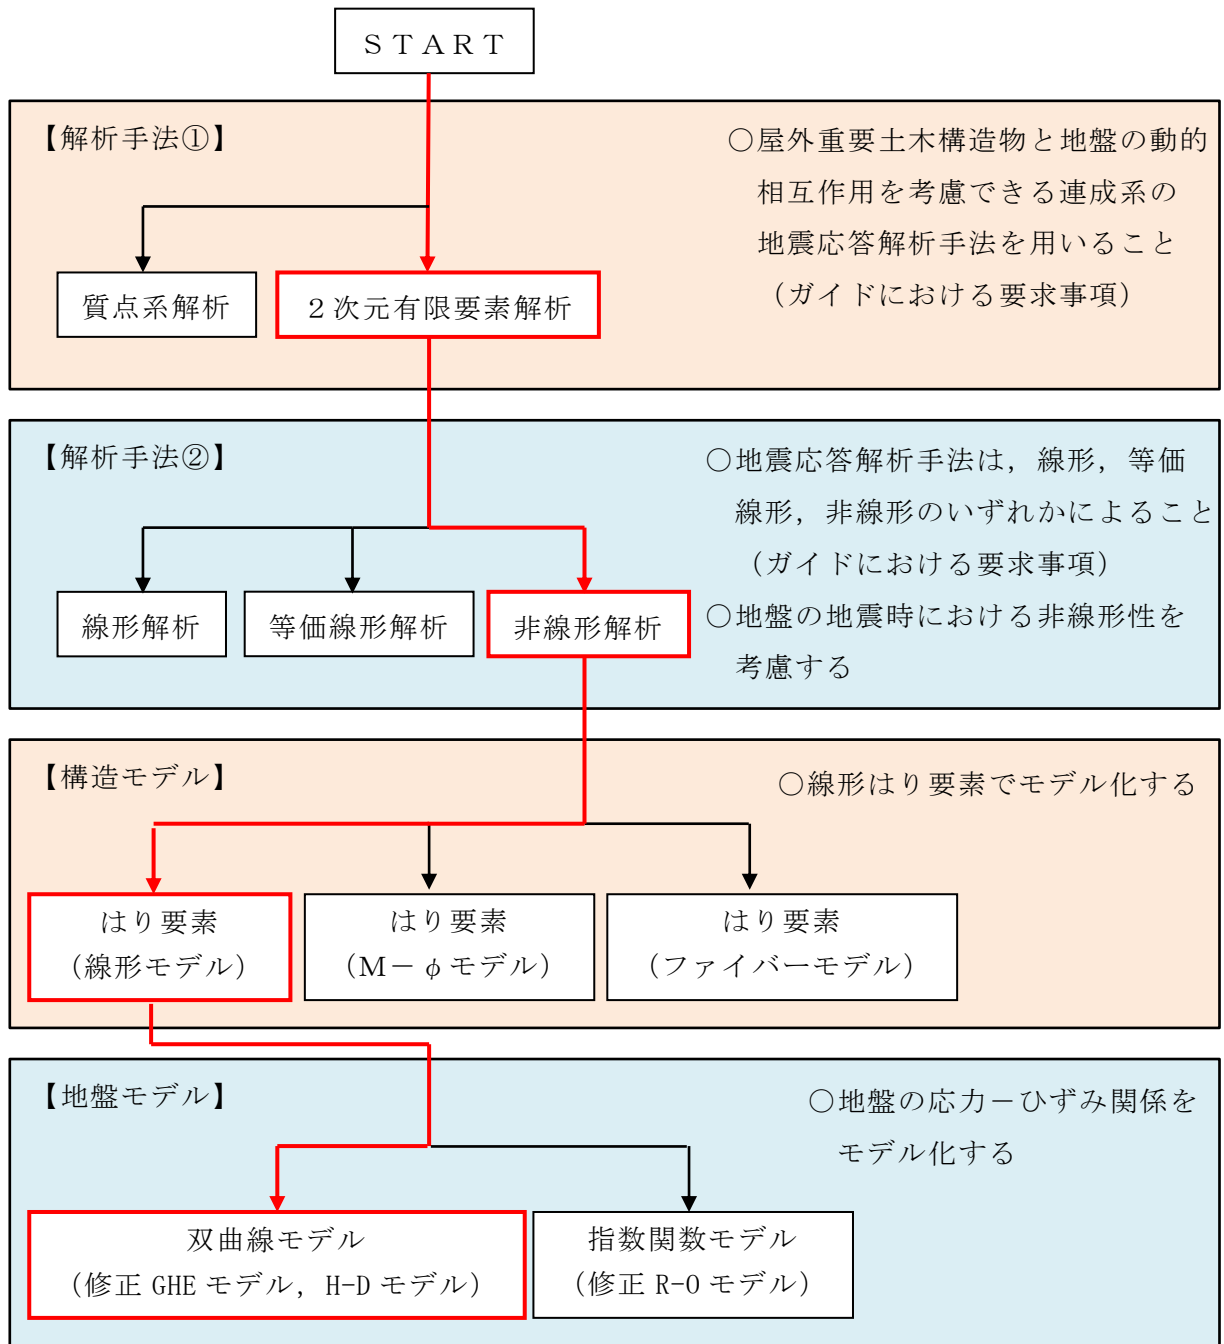 ＳＴＡＲＴ
【解析手法①】
○屋外重要土木構造物と地盤の動的
相互作用を考慮できる連成系の
地震応答解析手法を用いること
（ガイドにおける要求事項）
質点系解析
２次元有限要素解析
【解析手法②】
○地震応答解析手法は，線形，等価
線形，非線形のいずれかによること
（ガイドにおける要求事項）
○地盤の地震時における非線形性を
考慮する
線形解析
等価線形解析
非線形解析
【構造モデル】
○線形はり要素でモデル化する
はり要素
（線形モデル）
はり要素
（Ｍ－φモデル）
はり要素
（ファイバーモデル）
【地盤モデル】
○地盤の応力－ひずみ関係を
モデル化する
双曲線モデル
（修正 GHE モデル，H-D モデル）
指数関数モデル
（修正 R-O モデル）